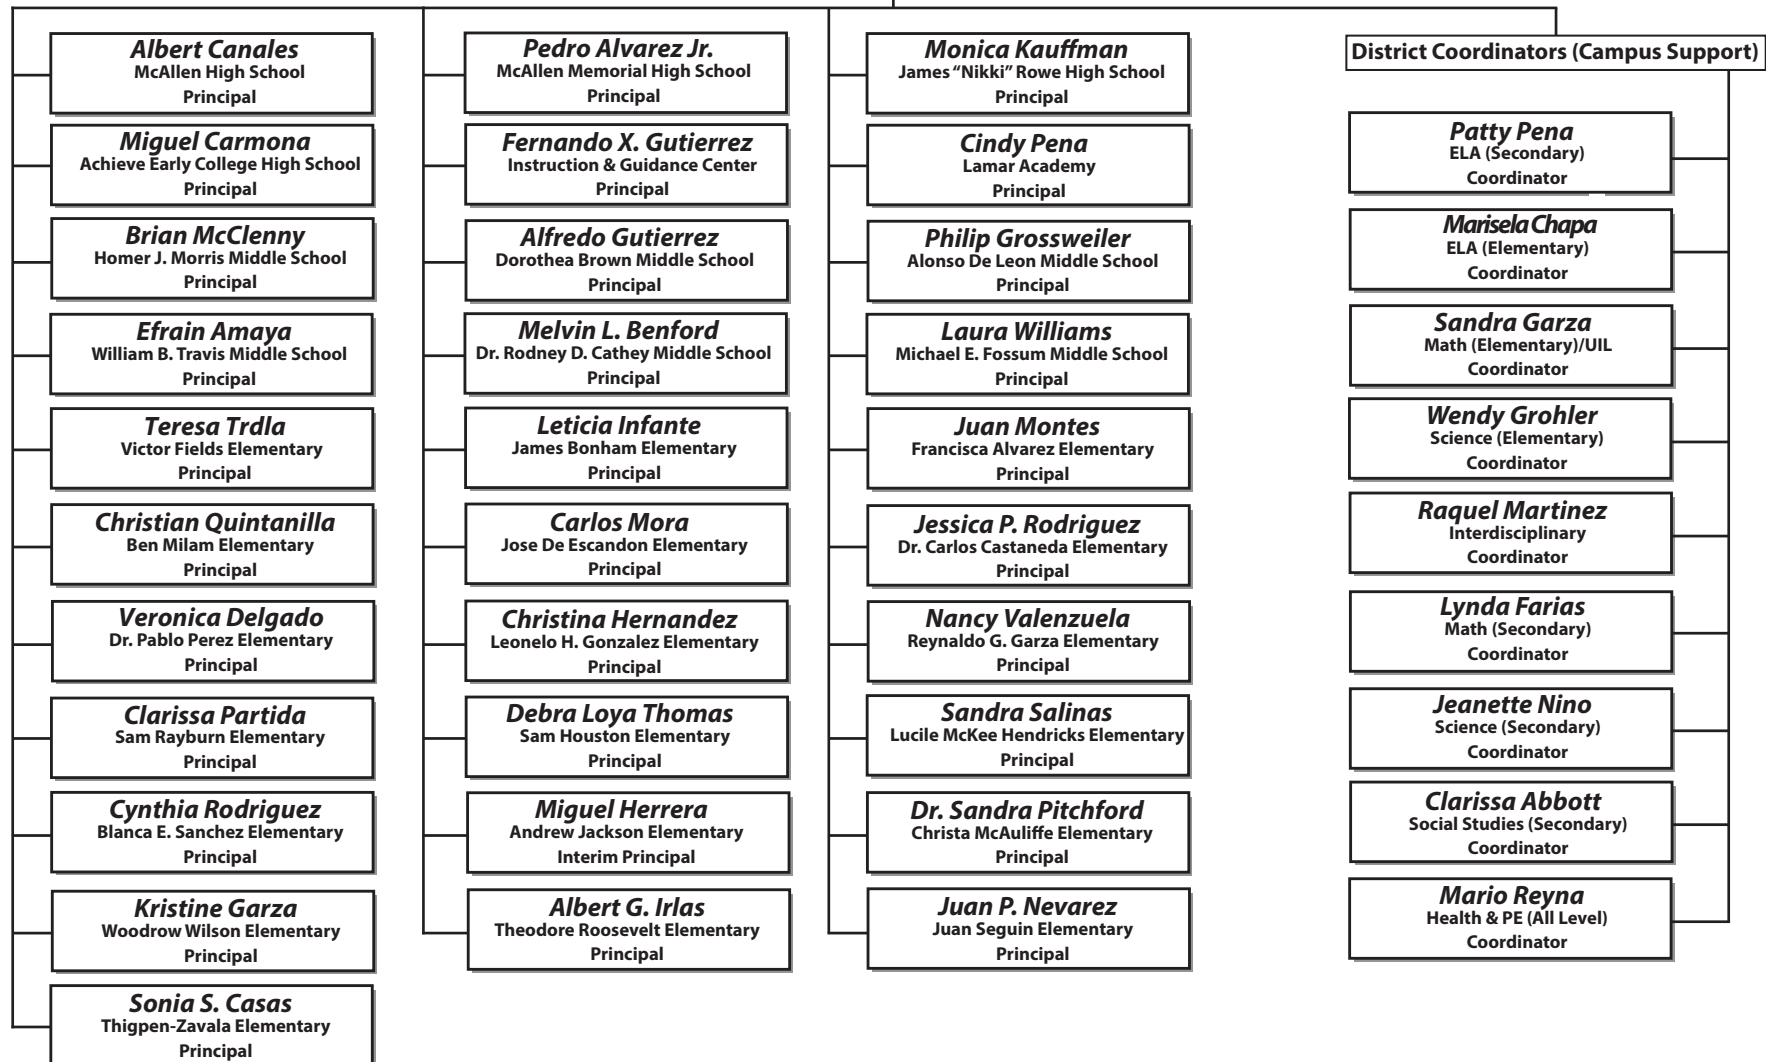 Albert Canales
McAllen High School
Principal
Miguel Carmona
Achieve Early College High School
Principal
Brian McClenny
Homer J. Morris Middle School
Principal
Efrain Amaya
William B. Travis Middle School
Principal
Teresa Trdla
Victor Fields Elementary
Principal
Christian Quintanilla
Ben Milam Elementary
Principal
Veronica Delgado
Dr. Pablo Perez Elementary
Principal
Clarissa Partida
Sam Rayburn Elementary
Principal
Cynthia Rodriguez
Blanca E. Sanchez Elementary
Principal
Kristine Garza
Woodrow Wilson Elementary
Principal
Sonia S. Casas
Thigpen-Zavala Elementary
Principal
Pedro Alvarez Jr.
McAllen Memorial High School
Principal
Fernando X. Gutierrez
Instruction & Guidance Center
Principal
Alfredo Gutierrez
Dorothea Brown Middle School
Principal
Melvin L. Benford
Dr. Rodney D. Cathey Middle School
Principal
Leticia Infante
James Bonham Elementary
Principal
Carlos Mora
Jose De Escandon Elementary
Principal
Christina Hernandez
Leonelo H. Gonzalez Elementary
Principal
Debra Loya Thomas
Sam Houston Elementary
Principal
Miguel Herrera
Andrew Jackson Elementary
Interim Principal
Albert G. Irlas
Theodore Roosevelt Elementary
Principal
Monica Kauffman
James “Nikki” Rowe High School
Principal
Cindy Pena
Lamar Academy
Principal
Philip Grossweiler
Alonso De Leon Middle School
Principal
Laura Williams
Michael E. Fossum Middle School
Principal
Juan Montes
Francisca Alvarez Elementary
Principal
Jessica P. Rodriguez
Dr. Carlos Castaneda Elementary
Principal
Nancy Valenzuela
Reynaldo G. Garza Elementary
Principal
Sandra Salinas
Lucile McKee Hendricks Elementary
Principal
Dr. Sandra Pitchford
Christa McAuliffe Elementary
Principal
Juan P. Nevarez
Juan Seguin Elementary
Principal
District Coordinators (Campus Support)
Patty Pena
ELA (Secondary)
Coordinator
Marisela Chapa
ELA (Elementary)
Coordinator
Sandra Garza
Math (Elementary)/UIL
Coordinator
Wendy Grohler
Science (Elementary)
Coordinator
Raquel Martinez
Interdisciplinary
Coordinator
Lynda Farias
Math (Secondary)
Coordinator
Jeanette Nino
Science (Secondary)
Coordinator
Clarissa Abbott
Social Studies (Secondary)
Coordinator
Mario Reyna
Health & PE (All Level)
Coordinator